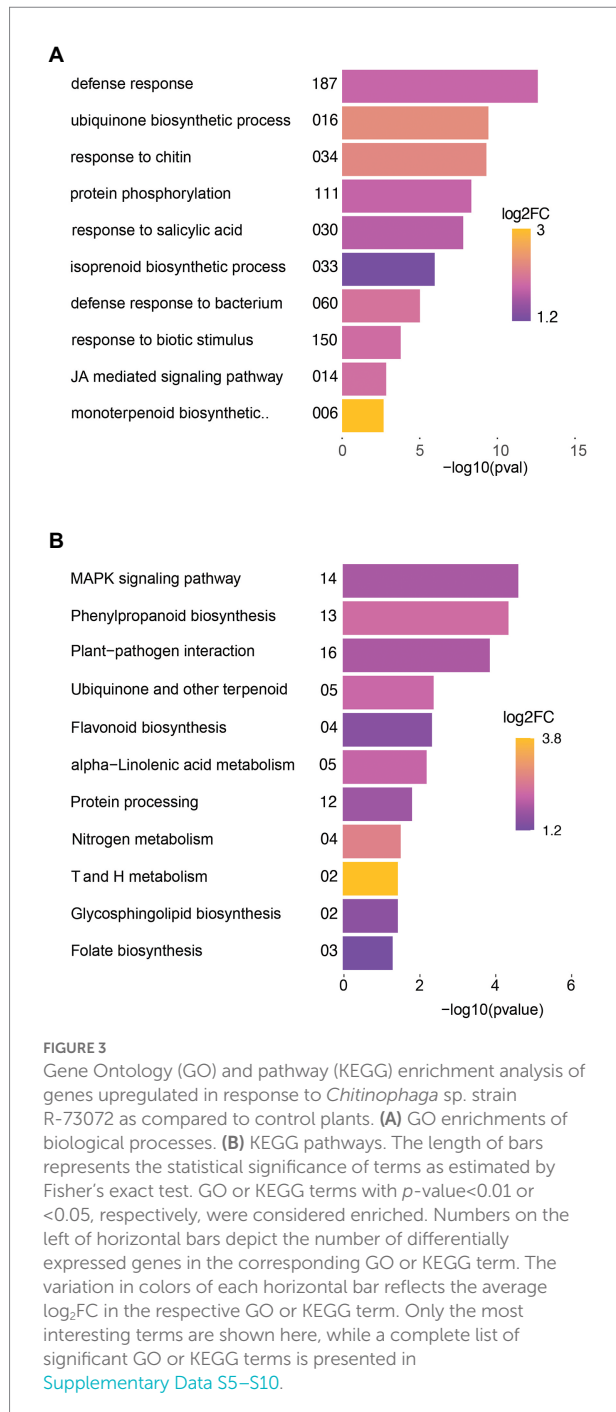 A
defense response 187
ubiquinone biosynthetic process 016
response to chitin 034
protein phosphorylation 111
response to salicylic acid 030
isoprenoid biosynthetic process 033
defense response to bacterium 060
response to biotic stimulus 150
JA mediated signaling pathway 014
monoterpenoid biosynthetic.. 006
log2FC
3
1.2
0 5 10 15
−log10(pval)
B
MAPK signaling pathway 14
Phenylpropanoid biosynthesis 13
Plant−pathogen interaction 16
Ubiquinone and other terpenoid 05
Flavonoid biosynthesis 04
alpha−Linolenic acid metabolism 05
Protein processing 12
Nitrogen metabolism 04
T and H metabolism 02
Glycosphingolipid biosynthesis 02
Folate biosynthesis 03
log2FC
3.8
1.2
0 2 4 6
−log10(pvalue)
FIGURE 3
Gene Ontology (GO) and pathway (KEGG) enrichment analysis of
genes upregulated in response to Chitinophaga sp. strain
R-73072 as compared to control plants. (A) GO enrichments of
biological processes. (B) KEGG pathways. The length of bars
represents the statistical significance of terms as estimated by
Fisher's exact test. GO or KEGG terms with p-value<0.01 or
<0.05, respectively, were considered enriched. Numbers on the
left of horizontal bars depict the number of differentially
expressed genes in the corresponding GO or KEGG term. The
variation in colors of each horizontal bar reflects the average
log₂FC in the respective GO or KEGG term. Only the most
interesting terms are shown here, while a complete list of
significant GO or KEGG terms is presented in
Supplementary Data S5–S10.